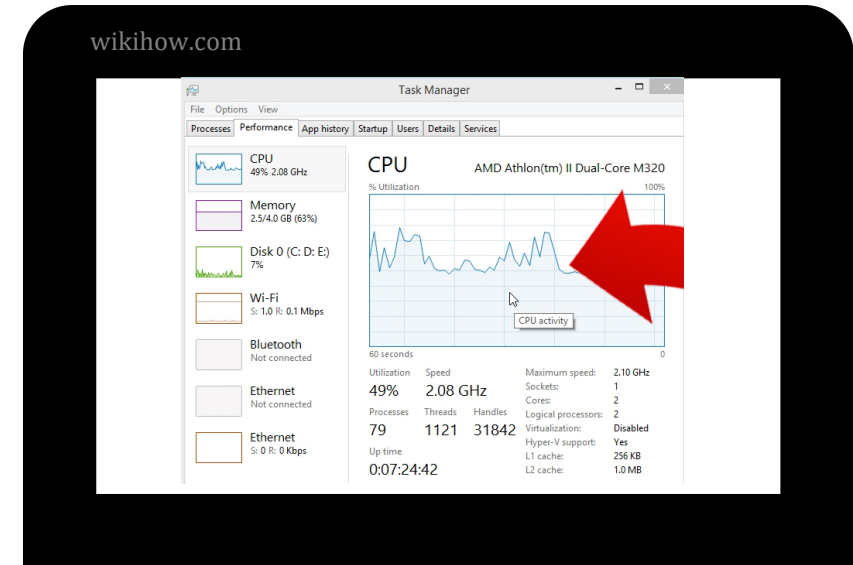 wikihow.com
Task Manager
File Options View
Processes Performance App history Startup Users Details Services
CPU
49% 2.08 GHz
Memory
2.5/4.0 GB (63%)
Disk 0 (C: D: E:)
7%
Wi-Fi
S: 1.0 R: 0.1 Mbps
Bluetooth
Not connected
Ethernet
Not connected
Ethernet
S: 0 R: 0 Kbps
CPU AMD Athlon(tm) II Dual-Core M320
% Utilization 100%
CPU activity
60 seconds 0
Utilization Speed
49% 2.08 GHz
Processes Threads Handles
79 1121 31842
Up time
0:07:24:42
Maximum speed: 2.10 GHz
Sockets: 1
Cores: 2
Logical processors: 2
Virtualization: Disabled
Hyper-V support: Yes
L1 cache: 256 KB
L2 cache: 1.0 MB